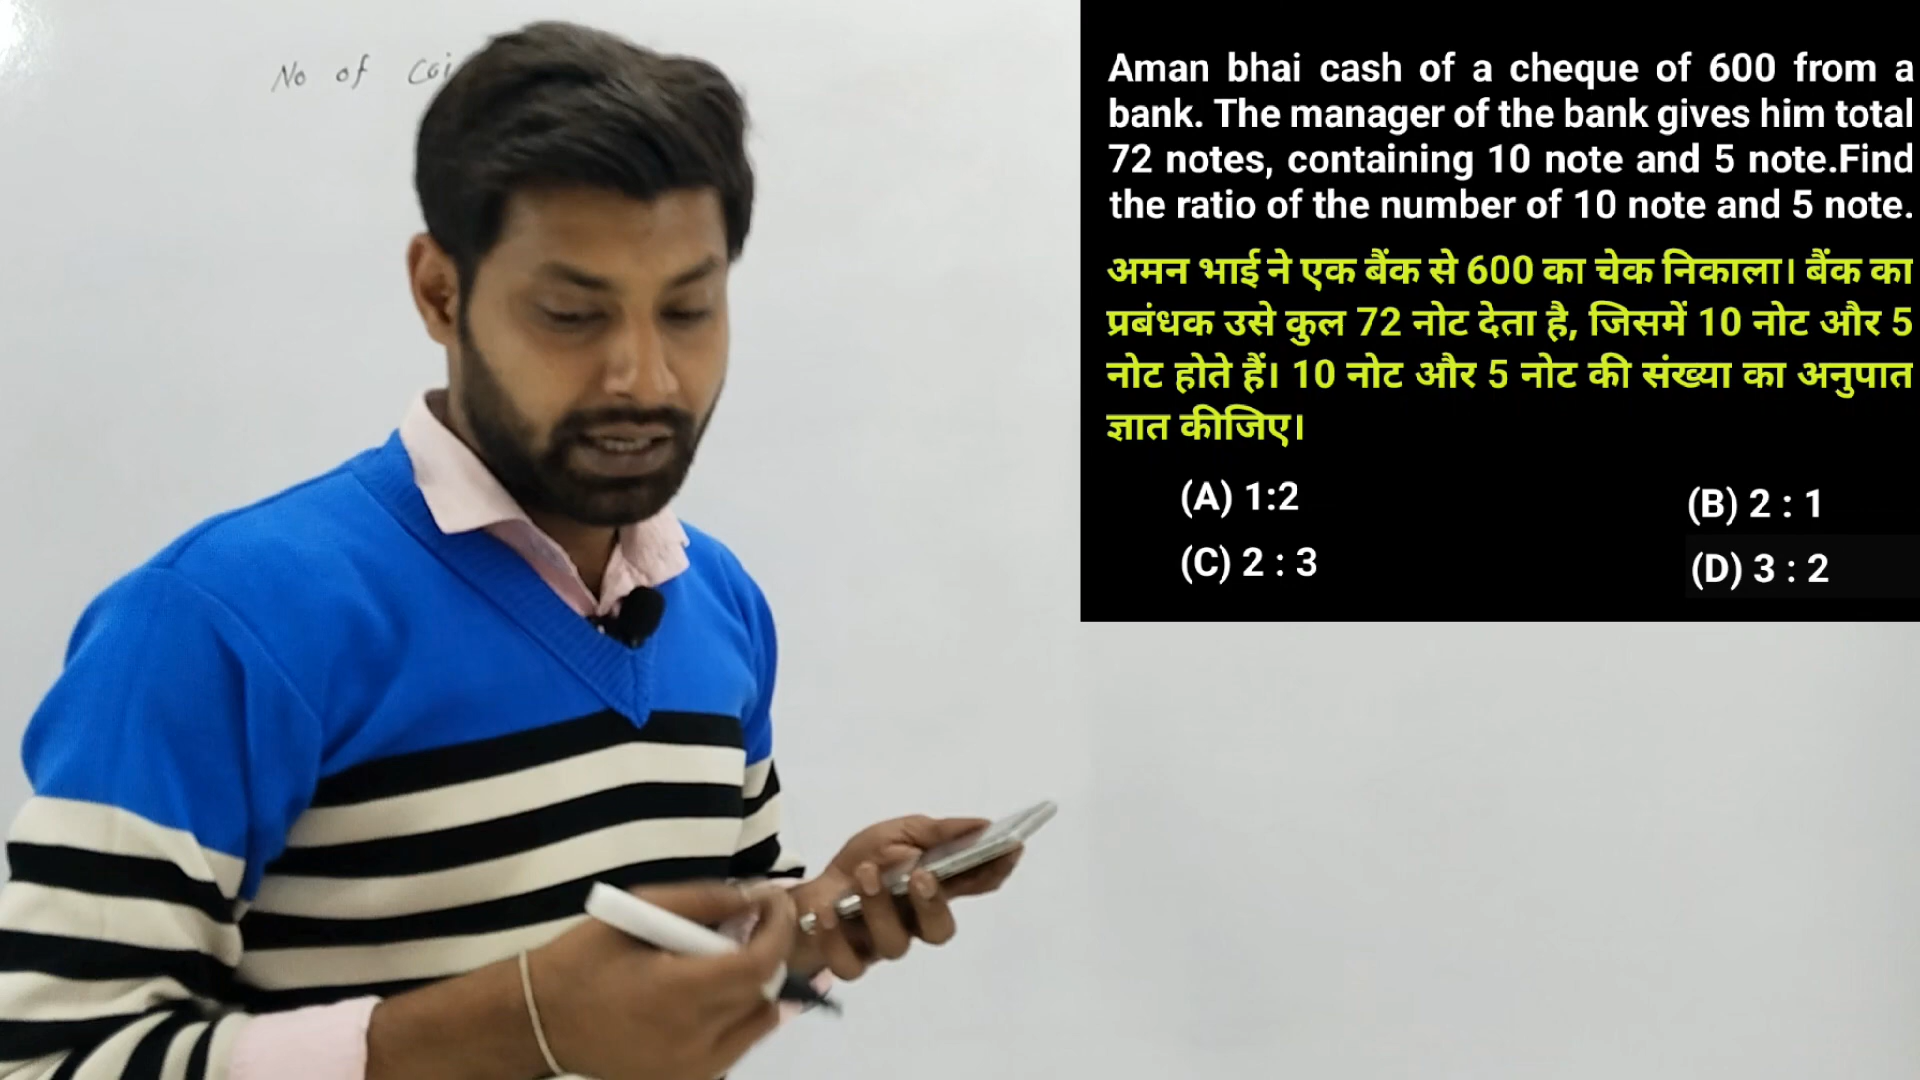 No of
Aman bhai cash of a cheque of 600 from a
bank. The manager of the bank gives him total
72 notes, containing 10 note and 5 note.Find
the ratio of the number of 10 note and 5 note.
अमन भाई ने एक बैंक से 600 का चेक निकाला। बैंक का
प्रबंधक उसे कुल 72 नोट देता है, जिसमें 10 नोट और 5
नोट होते हैं। 10 नोट और 5 नोट की संख्या का अनुपात
ज्ञात कीजिए।
(A) 1:2
(B) 2 : 1
(C) 2 : 3
(D) 3 : 2